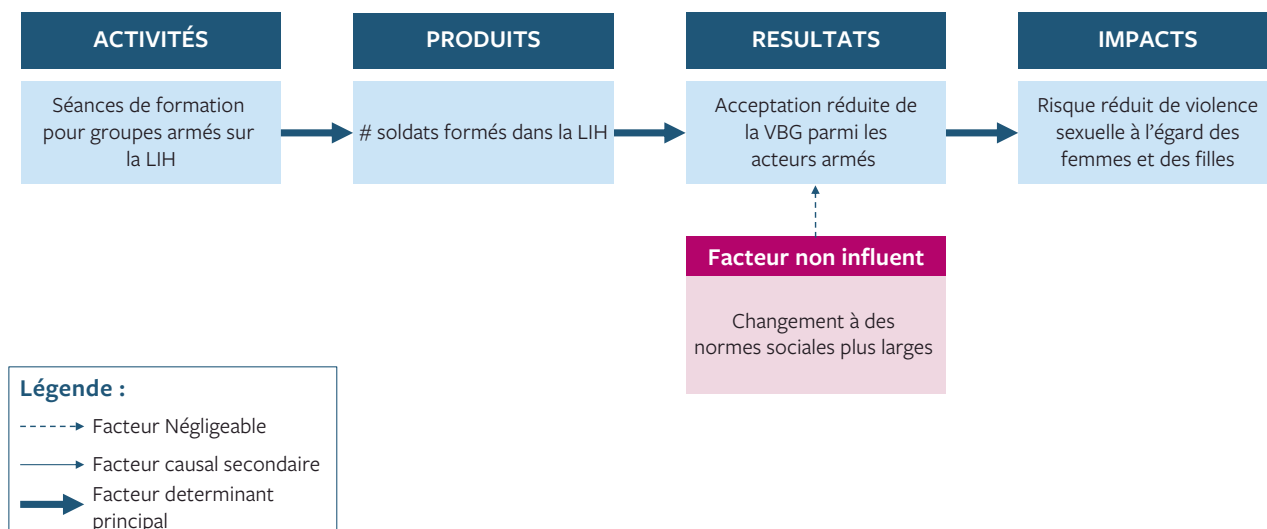 ACTIVITÉS
PRODUITS
RESULTATS
IMPACTS
Séances de formation
pour groupes armés sur
la LIH
# soldats formés dans la LIH
Acceptation réduite de
la VBG parmi les
acteurs armés
Risque réduit de violence
sexuelle à l’égard des
femmes et des filles
Facteur non influent
Changement à des
normes sociales plus larges
Légende :
Facteur Négligeable
Facteur causal secondaire
Facteur determinant
principal